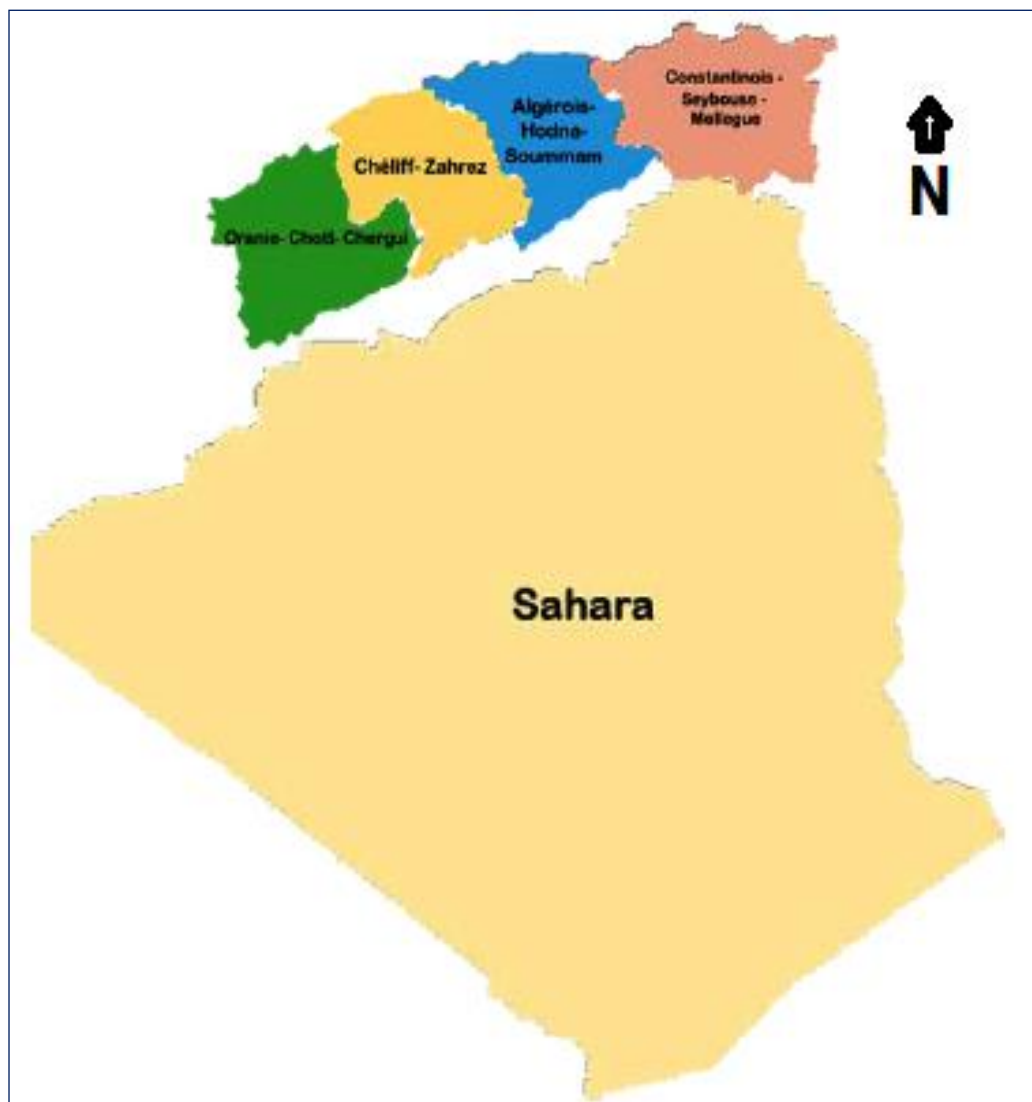 Constantinois -
Seybouse -
Mellegue
Algérois-
Hodna-
Soummam
Chéliff- Zahrez
Oranie- Chott- Chergui
N
Sahara